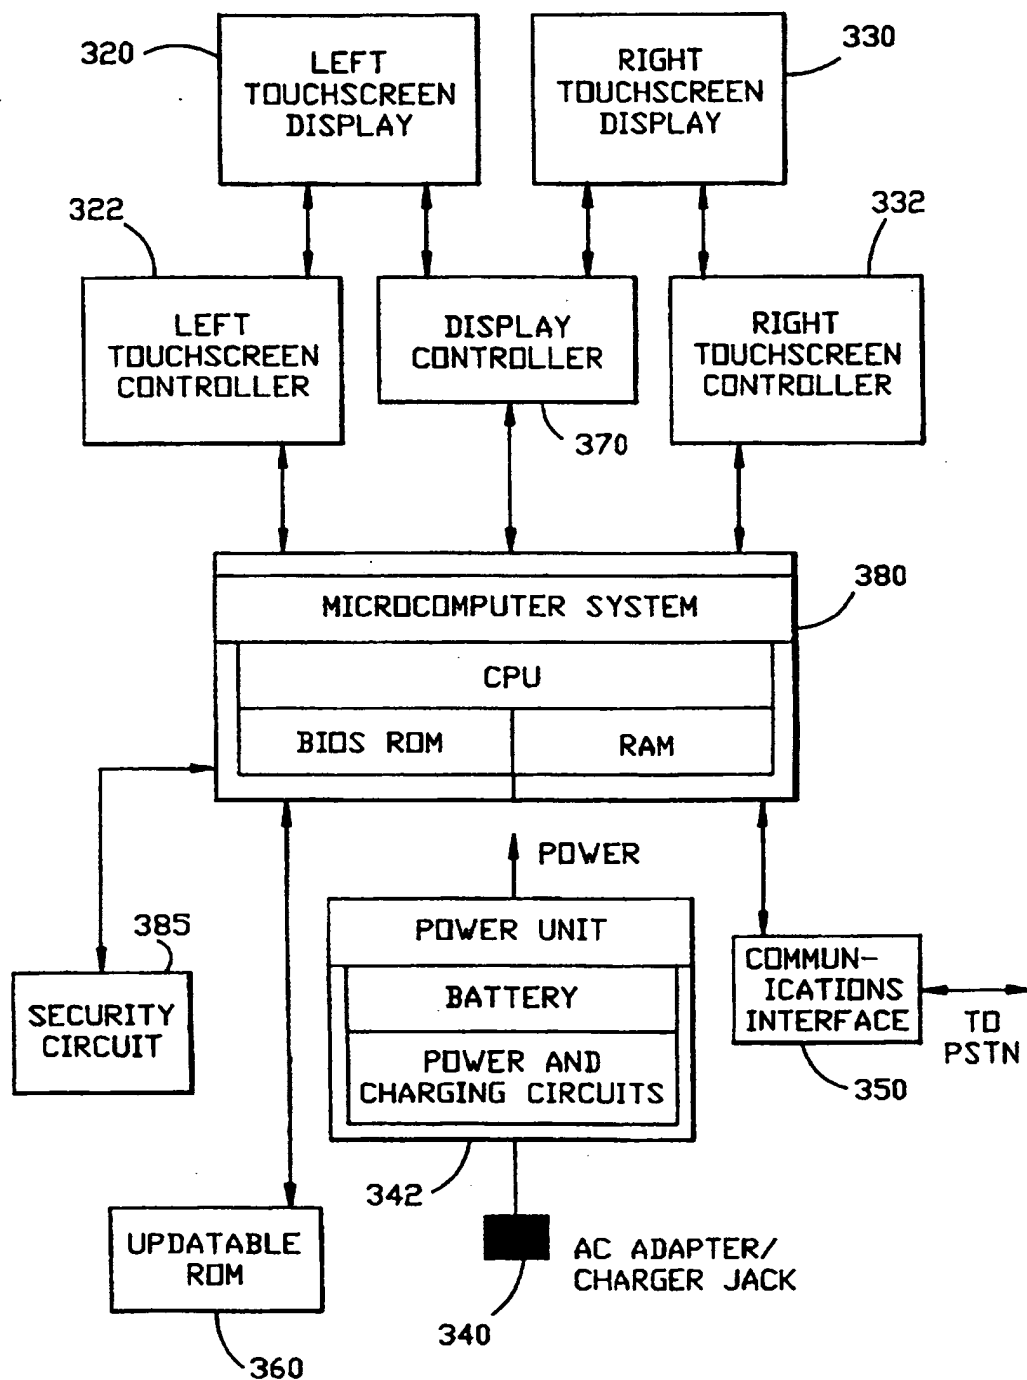 320
LEFT
TOUCHSCREEN
DISPLAY
RIGHT
TOUCHSCREEN
DISPLAY
330
322
LEFT
TOUCHSCREEN
CONTROLLER
DISPLAY
CONTROLLER
370
332
RIGHT
TOUCHSCREEN
CONTROLLER
380
MICROCOMPUTER SYSTEM
CPU
BIOS ROM
RAM
POWER
385
SECURITY
CIRCUIT
POWER UNIT
BATTERY
POWER AND
CHARGING CIRCUITS
342
COMMUN-
ICATIONS
INTERFACE
350
TO
PSTN
UPDATABLE
ROM
360
AC ADAPTER/
CHARGER JACK
340